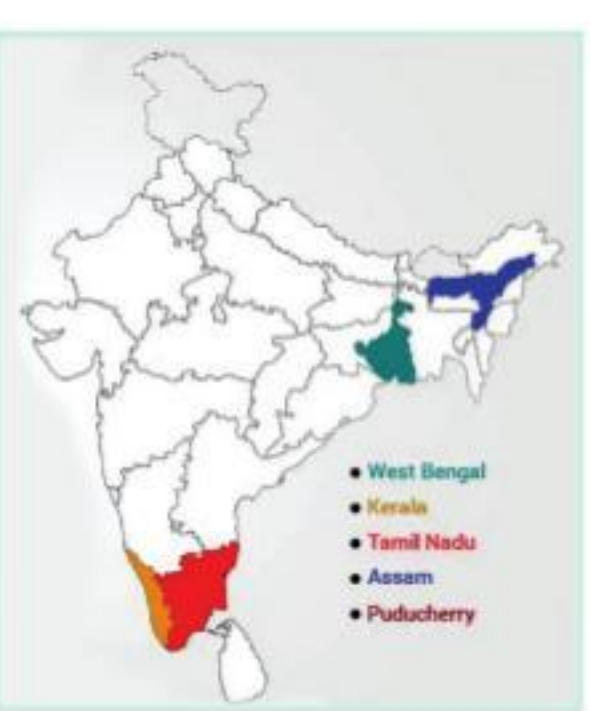 • West Bengal
• Kerala
• Tamil Nadu
• Assam
• Puducherry